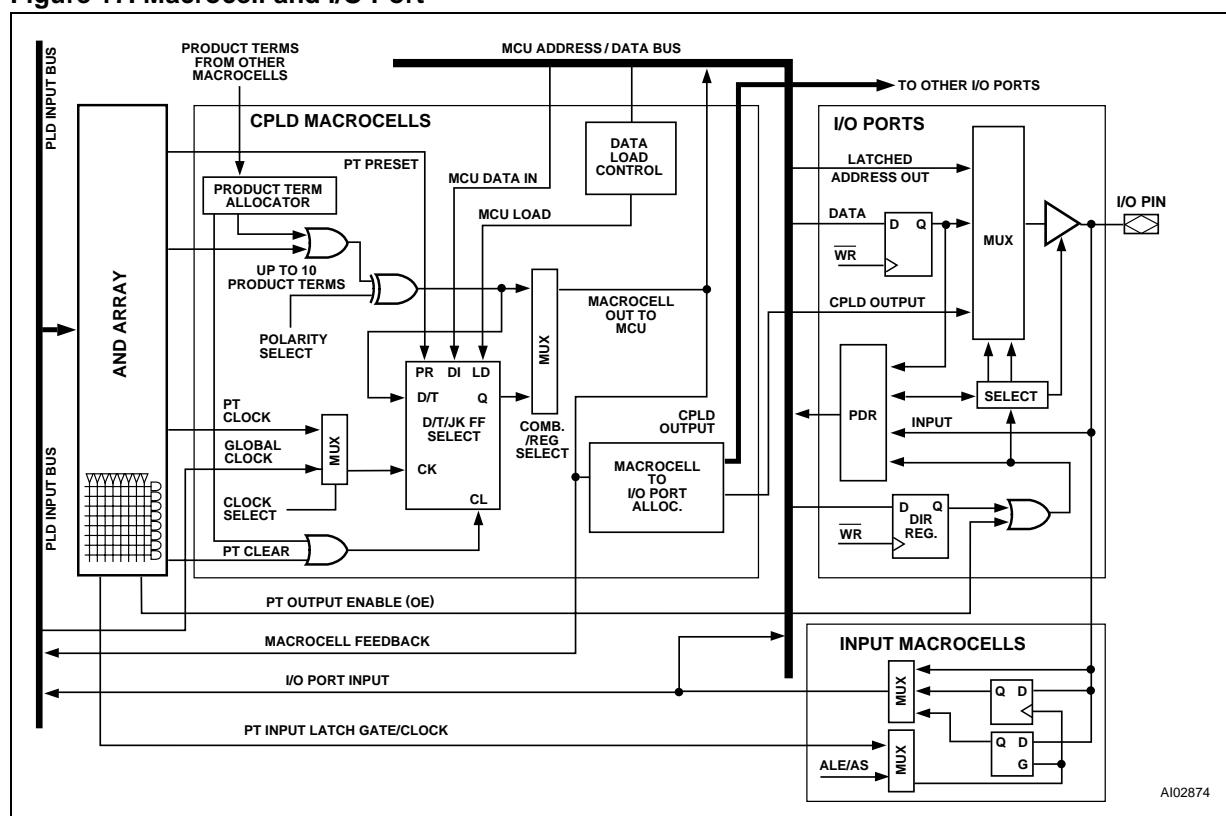 Figure 17. Macrocell and I/O Port
PRODUCT TERMS
FROM OTHER
MACROCELLS
MCU ADDRESS / DATA BUS
TO OTHER I/O PORTS
PLD INPUT BUS
CPLD MACROCELLS
I/O PORTS
PT PRESET
MCU DATA IN
DATA
LOAD
CONTROL
LATCHED
ADDRESS OUT
I/O PIN
PRODUCT TERM
ALLOCATOR
MCU LOAD
DATA
D
Q
WR
MUX
UP TO 10
PRODUCT TERMS
AND ARRAY
POLARITY
SELECT
MUX
MACROCELL
OUT TO
MCU
CPLD OUTPUT
PR
DI
LD
D/T
Q
D/T/JK FF
SELECT
CK
CL
COMB.
/REG
SELECT
PDR
SELECT
INPUT
PT
CLOCK
GLOBAL
CLOCK
MUX
CLOCK
SELECT
CPLD
OUTPUT
MACROCELL
TO
I/O PORT
ALLOC.
PLD INPUT BUS
PT CLEAR
D
Q
DIR
REG.
WR
PT OUTPUT ENABLE (OE)
MACROCELL FEEDBACK
INPUT MACROCELLS
I/O PORT INPUT
MUX
Q D
PT INPUT LATCH GATE/CLOCK
Q D
G
MUX
ALE/AS
AI02874